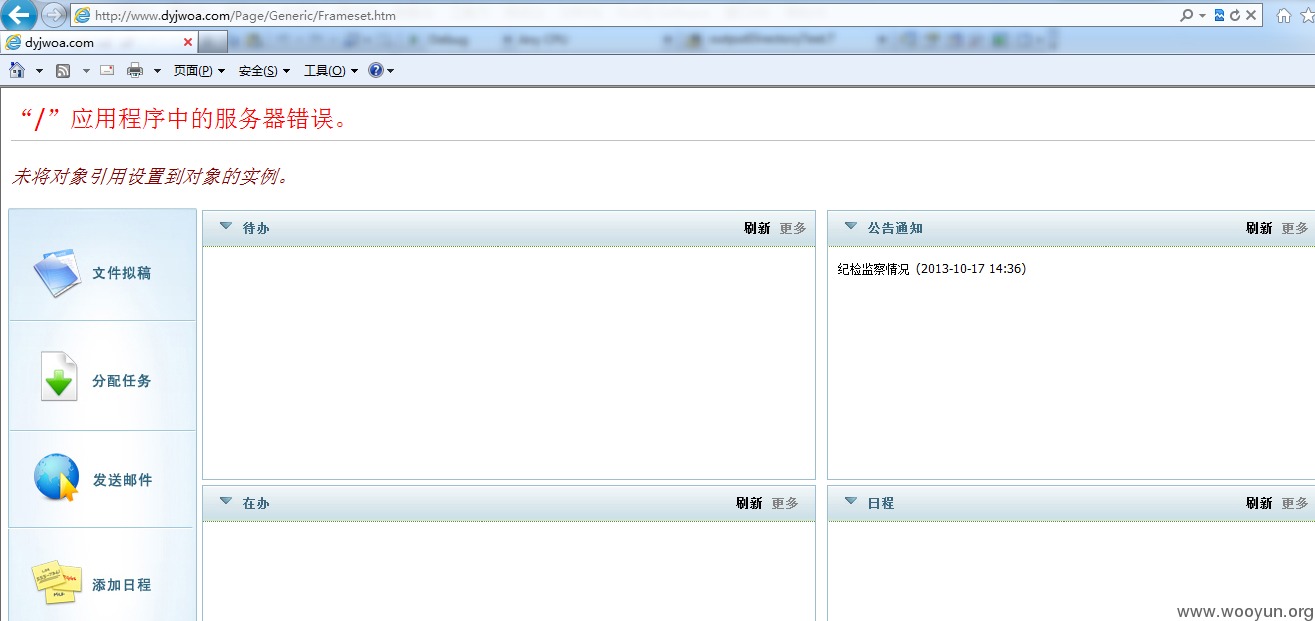 http://www.dyjwoa.com/Page/Generic/Frameset.htm
dyjwoa.com
页面(P) 安全(S) 工具(O)
“/”应用程序中的服务器错误。
未将对象引用设置到对象的实例。
文件拟稿
分配任务
发送邮件
添加日程
待办 刷新 更多
公告通知 刷新 更多
纪检监察情况 (2013-10-17 14:36)
在办 刷新 更多
日程 刷新 更多
www.wooyun.org